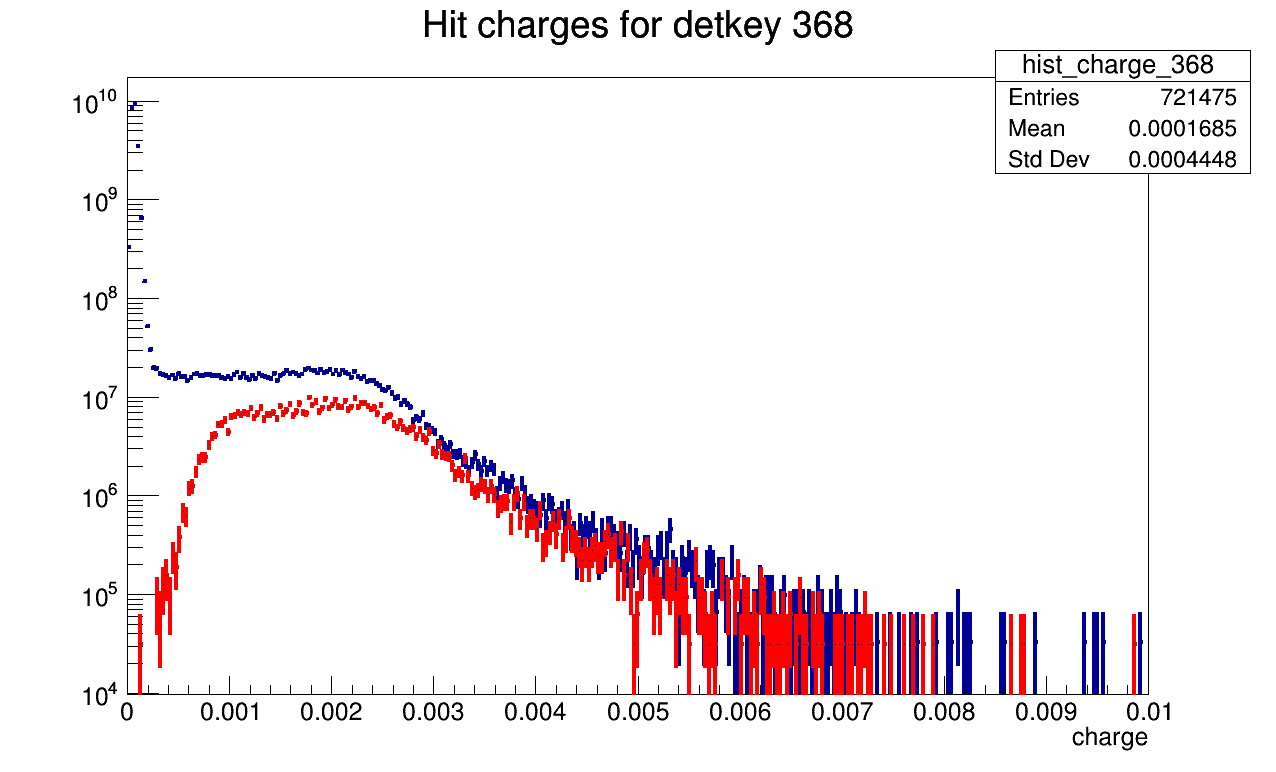 Hit charges for detkey 368
hist_charge_368
Entries 721475
Mean 0.0001685
Std Dev 0.0004448
10^10
10^9
10^8
10^7
10^6
10^5
10^4
0 0.001 0.002 0.003 0.004 0.005 0.006 0.007 0.008 0.009 0.01
charge